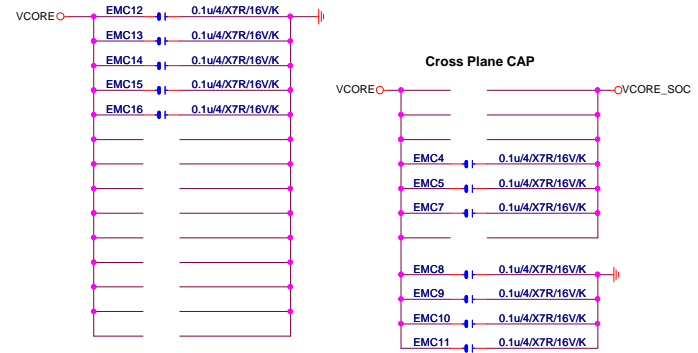 VCORE
EMC12 0.1u/4/X7R/16V/K
EMC13 0.1u/4/X7R/16V/K
EMC14 0.1u/4/X7R/16V/K
EMC15 0.1u/4/X7R/16V/K
EMC16 0.1u/4/X7R/16V/K
Cross Plane CAP
VCORE
VCORE_SOC
EMC4 0.1u/4/X7R/16V/K
EMC5 0.1u/4/X7R/16V/K
EMC7 0.1u/4/X7R/16V/K
EMC8 0.1u/4/X7R/16V/K
EMC9 0.1u/4/X7R/16V/K
EMC10 0.1u/4/X7R/16V/K
EMC11 0.1u/4/X7R/16V/K